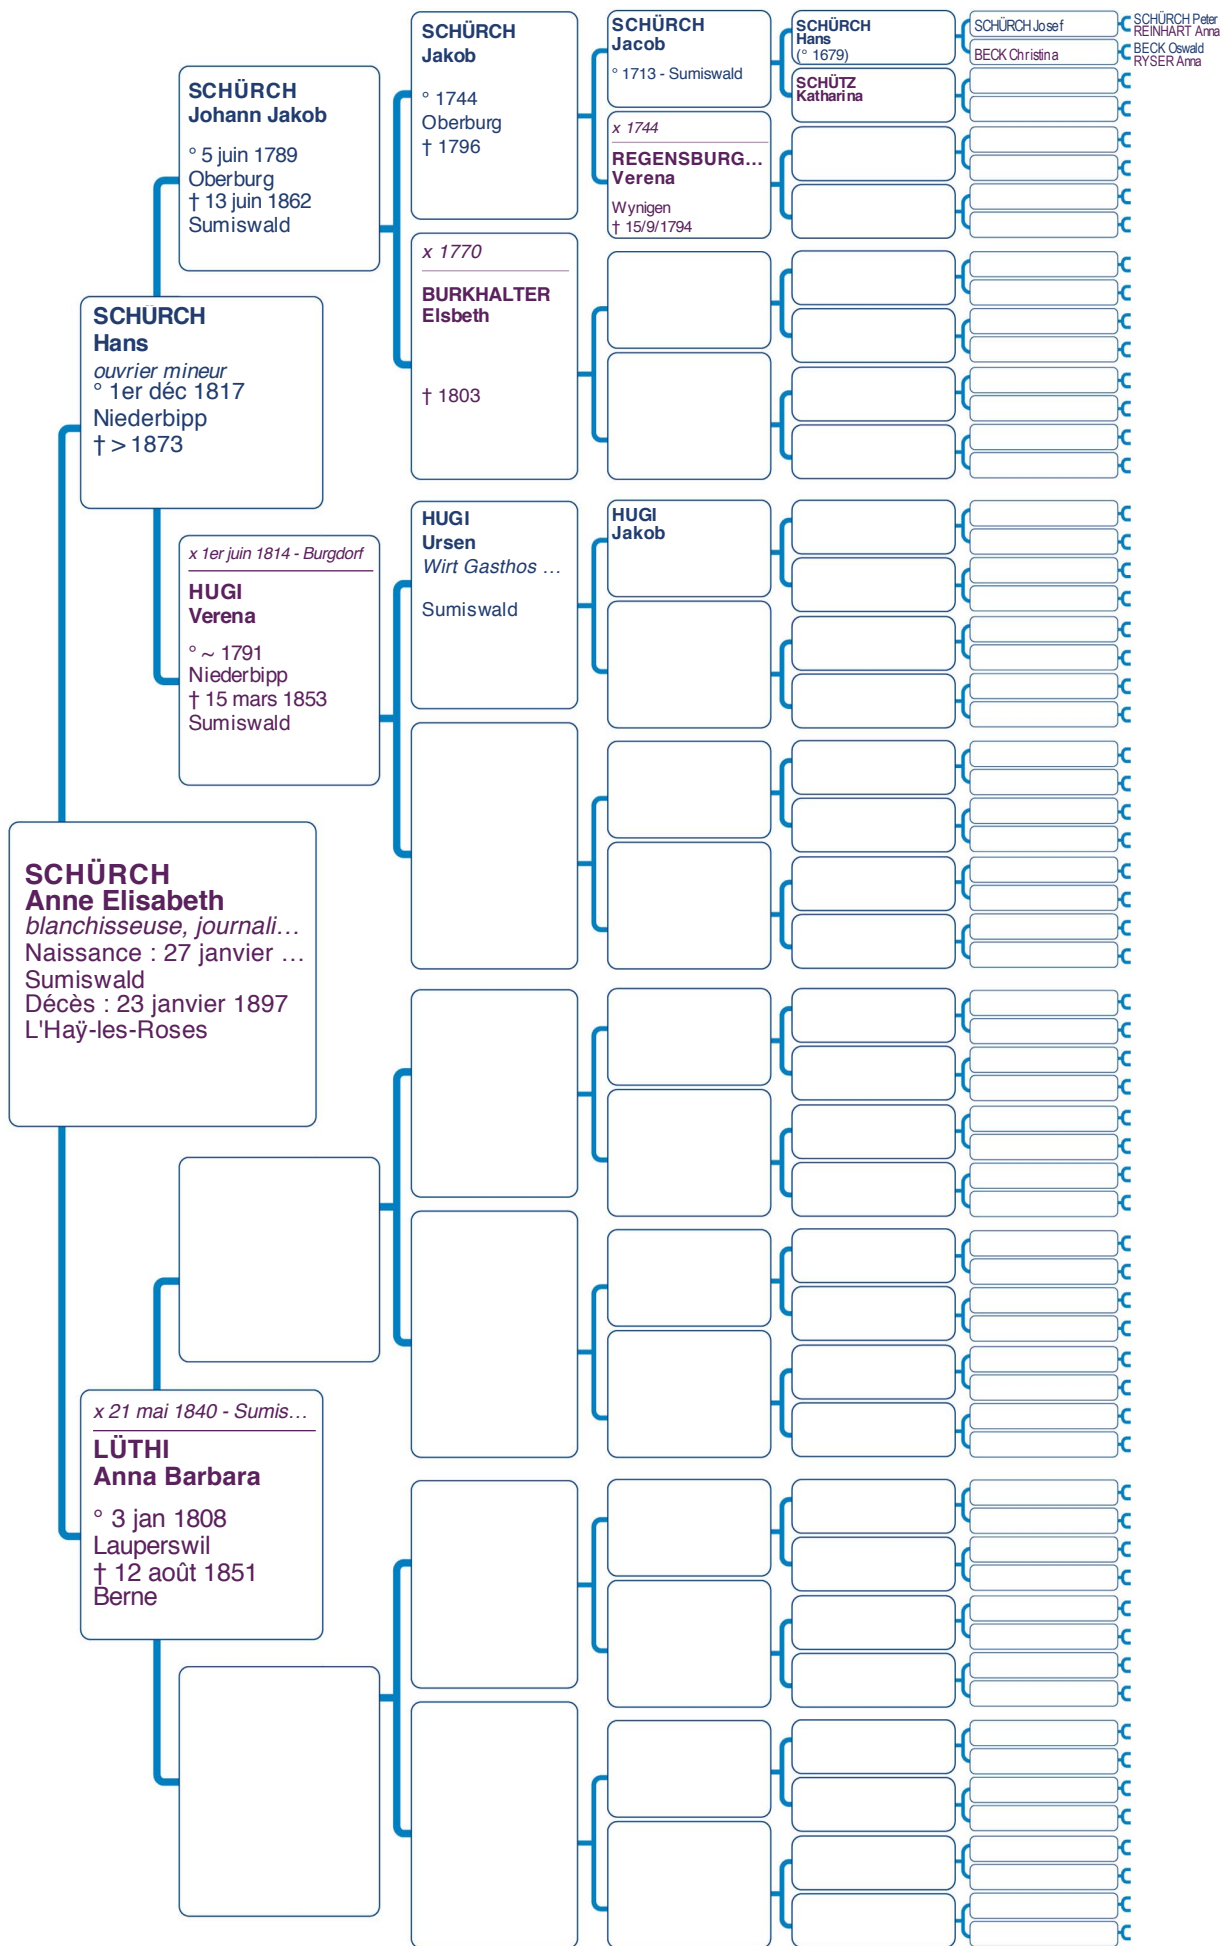 SCHÜRCH
Anne Elisabeth
blanchisseuse, journali…
Naissance : 27 janvier …
Sumiswald
Décès : 23 janvier 1897
L'Haÿ-les-Roses
SCHÜRCH
Hans
ouvrier mineur
° 1er déc 1817
Niederbipp
† > 1873
x 21 mai 1840 - Sumis…
LÜTHI
Anna Barbara
° 3 jan 1808
Lauperswil
† 12 août 1851
Berne
SCHÜRCH
Johann Jakob
° 5 juin 1789
Oberburg
† 13 juin 1862
Sumiswald
x 1er juin 1814 - Burgdorf
HUGI
Verena
° ~ 1791
Niederbipp
† 15 mars 1853
Sumiswald
SCHÜRCH
Jakob
° 1744
Oberburg
† 1796
x 1770
BURKHALTER
Elsbeth
† 1803
HUGI
Ursen
Wirt Gasthos …
Sumiswald
SCHÜRCH
Jacob
° 1713 - Sumiswald
x 1744
REGENSBURG…
Verena
Wynigen
† 15/9/1794
HUGI
Jakob
SCHÜRCH
Hans
(° 1679)
SCHÜTZ
Katharina
SCHÜRCH Josef
BECK Christina
SCHÜRCH Peter
REINHART Anna
BECK Oswald
RYSER Anna